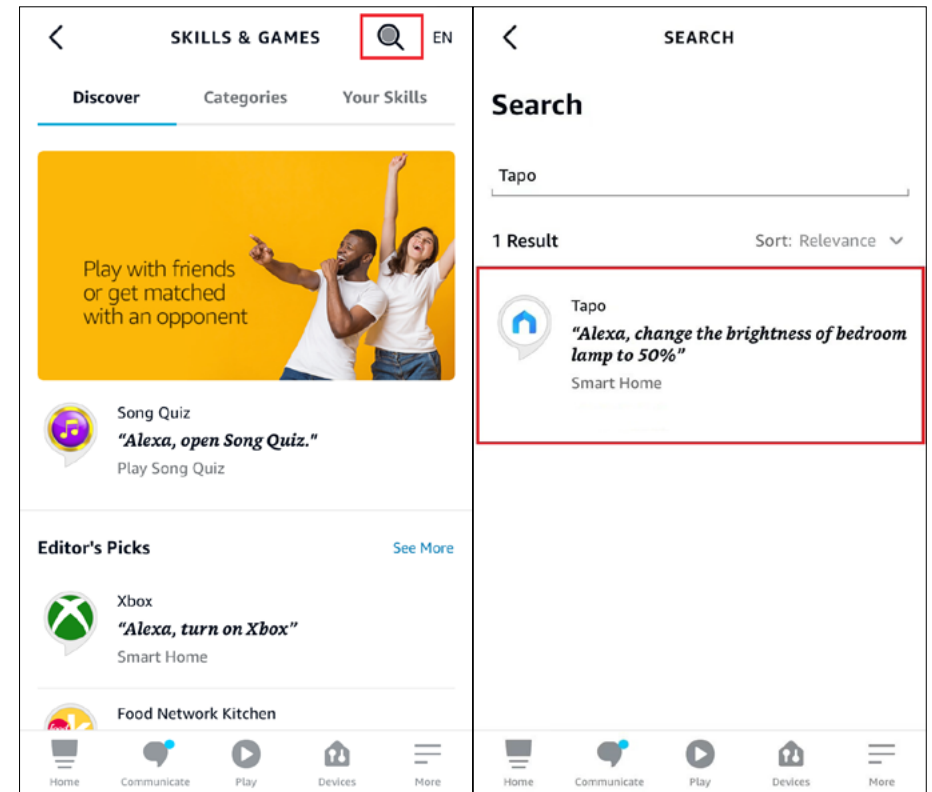 SKILLS & GAMES
EN
Discover
Categories
Your Skills
Play with friends
or get matched
with an opponent
Song Quiz
“Alexa, open Song Quiz."
Play Song Quiz
Editor's Picks
See More
Xbox
“Alexa, turn on Xbox”
Smart Home
food
Food Network Kitchen
Home
Communicate
Play
Devices
More
SEARCH
Search
Tapo
1 Result
Sort: Relevance
Tapo
“Alexa, change the brightness of bedroom
lamp to 50%”
Smart Home
Home
Communicate
Play
Devices
More